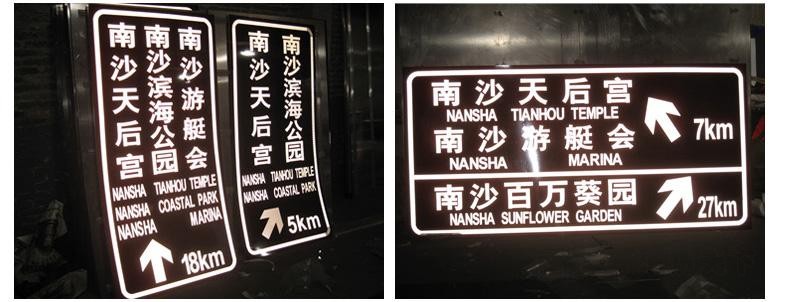 南沙天后宫
南沙滨海公园
南沙游艇会
NANSHA TIANHOU TEMPLE
NANSHA COASTAL PARK
NANSHA MARINA
18km
南沙天后宫
南沙滨海公园
NANSHA TIANHOU TEMPLE
NANSHA COASTAL PARK
5km
南沙天后宫
NANSHA TIANHOU TEMPLE
南沙游艇会
NANSHA MARINA
7km
南沙百万葵园
NANSHA SUNFLOWER GARDEN
27km